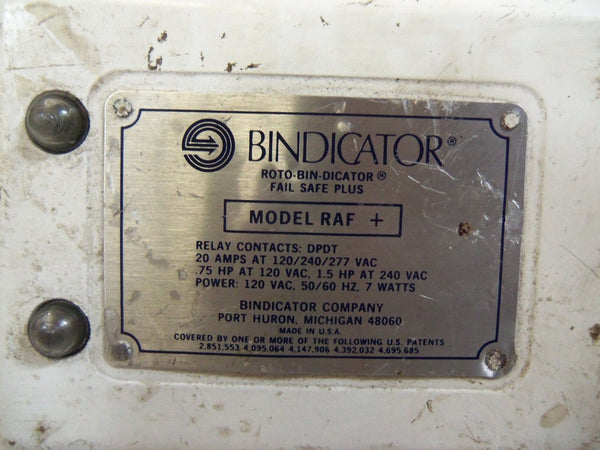 BINDICATOR®
ROTO-BIN-DICATOR®
FAIL SAFE PLUS
MODEL RAF +
RELAY CONTACTS: DPDT
20 AMPS AT 120/240/277 VAC
.75 HP AT 120 VAC, 1.5 HP AT 240 VAC
POWER: 120 VAC, 50/60 HZ. 7 WATTS
BINDICATOR COMPANY
PORT HURON, MICHIGAN 48060
MADE IN U.S.A.
COVERED BY ONE OR MORE OF THE FOLLOWING U.S. PATENTS
2,851,553 4,095,064 4,147,906 4,392,032 4,695,685